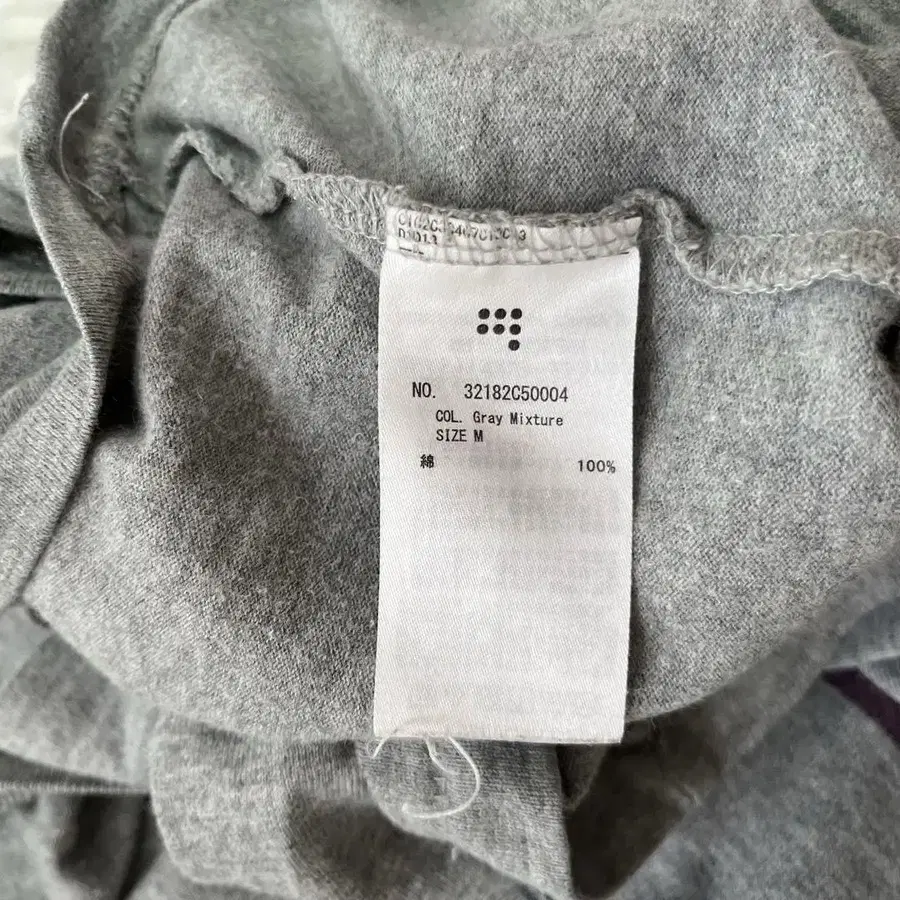 NO. 32182C50004
COL. Gray Mixture
SIZE M
綿 100%